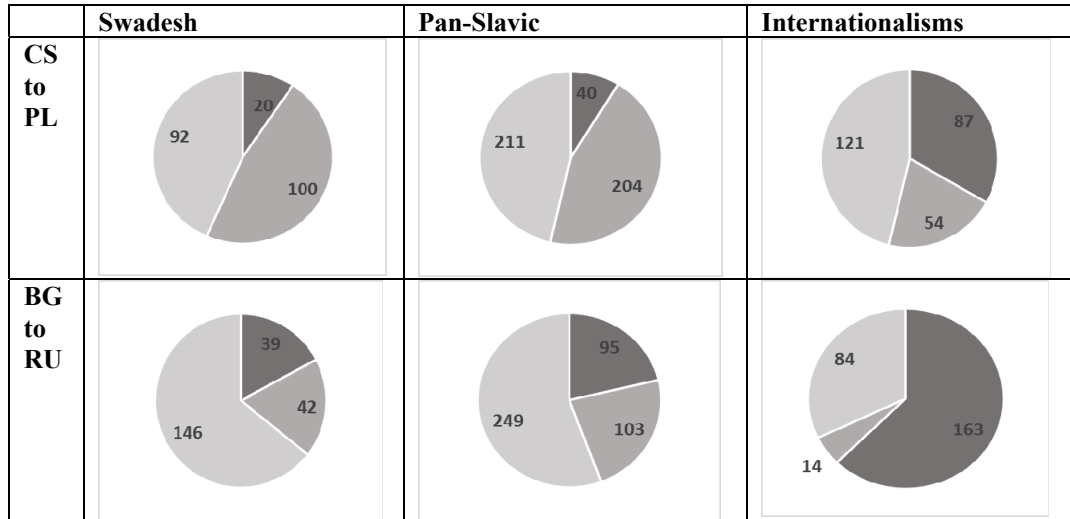 Swadesh Pan-Slavic Internationalisms
CS
to
PL
20
100
92
40
204
211
87
54
121
BG
to
RU
39
42
146
95
103
249
163
14
84